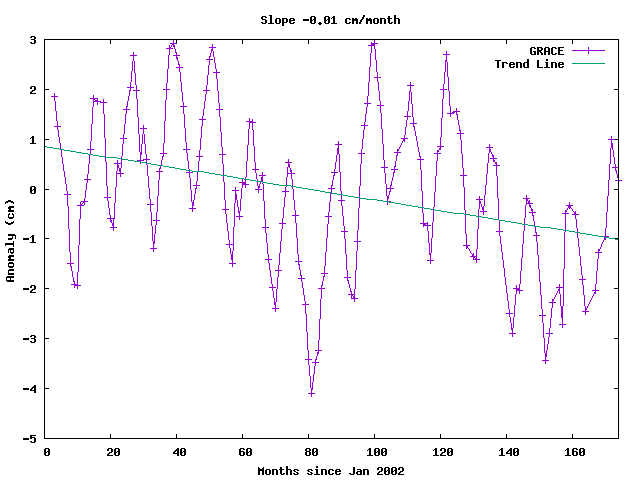 Slope -0.01 cm/month
GRACE
Trend Line
3
2
1
0
-1
-2
-3
-4
-5
Anomaly (cm)
0 20 40 60 80 100 120 140 160
Months since Jan 2002